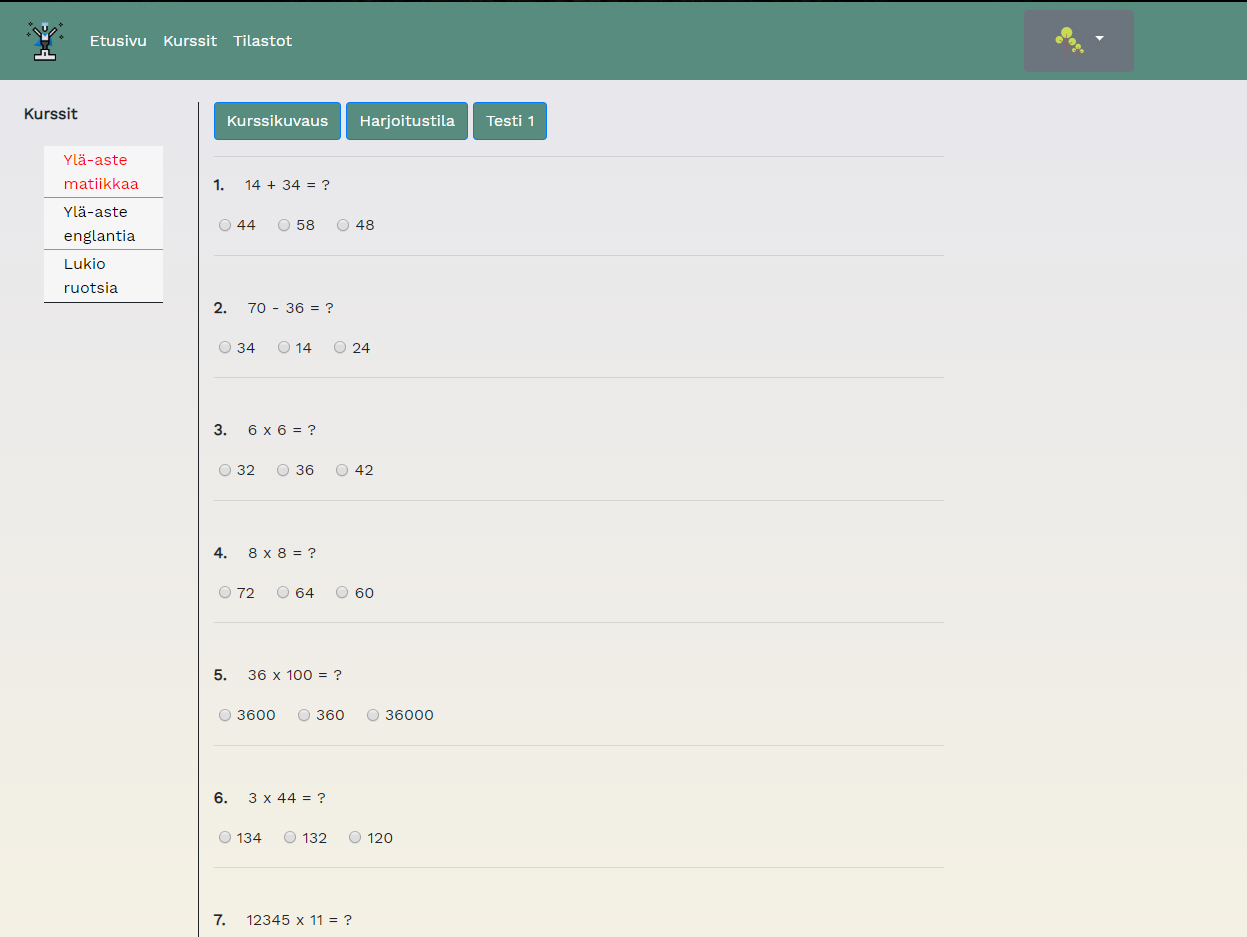 Etusivu Kurssit Tilastot
Kurssit
Ylä-aste
matiikkaa
Ylä-aste
englantia
Lukio
ruotsia
Kurssikuvaus Harjoitustila Testi 1
1. 14 + 34 = ?
44 58 48
2. 70 - 36 = ?
34 14 24
3. 6 x 6 = ?
32 36 42
4. 8 x 8 = ?
72 64 60
5. 36 x 100 = ?
3600 360 36000
6. 3 x 44 = ?
134 132 120
7. 12345 x 11 = ?